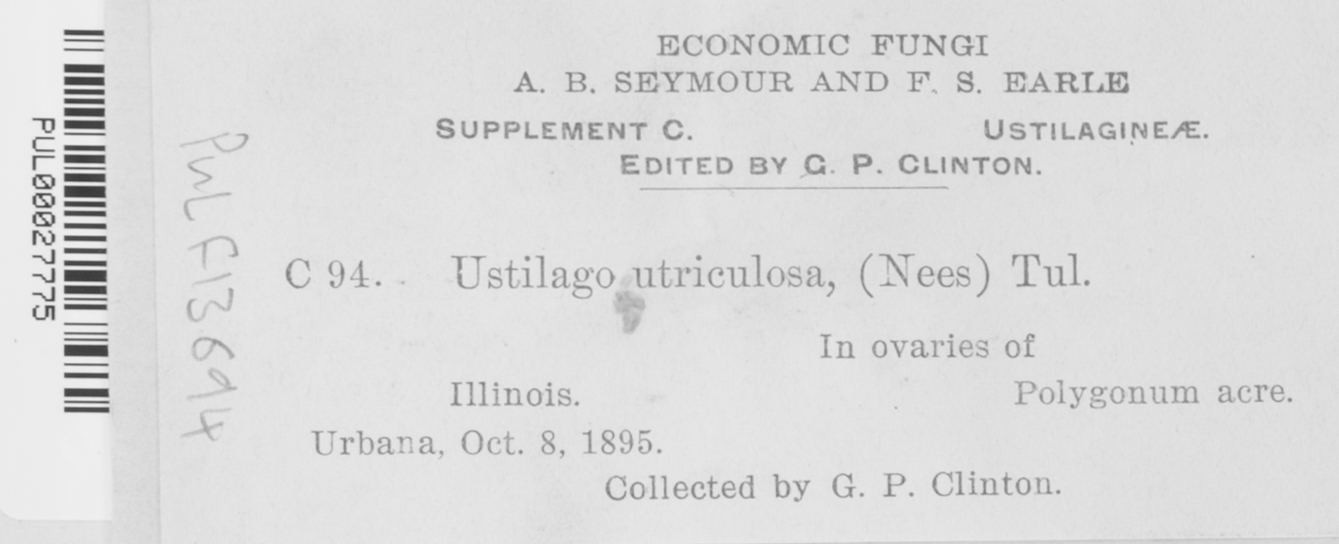 ECONOMIC FUNGI
A. B. SEYMOUR AND F. S. EARLE
SUPPLEMENT C. USTILAGINEÆ.
EDITED BY G. P. CLINTON.
C 94. Ustilago utriculosa, (Nees) Tul.
In ovaries of
Illinois. Polygonum acre.
Urbana, Oct. 8, 1895.
Collected by G. P. Clinton.
PUL F13694
PUL00027775